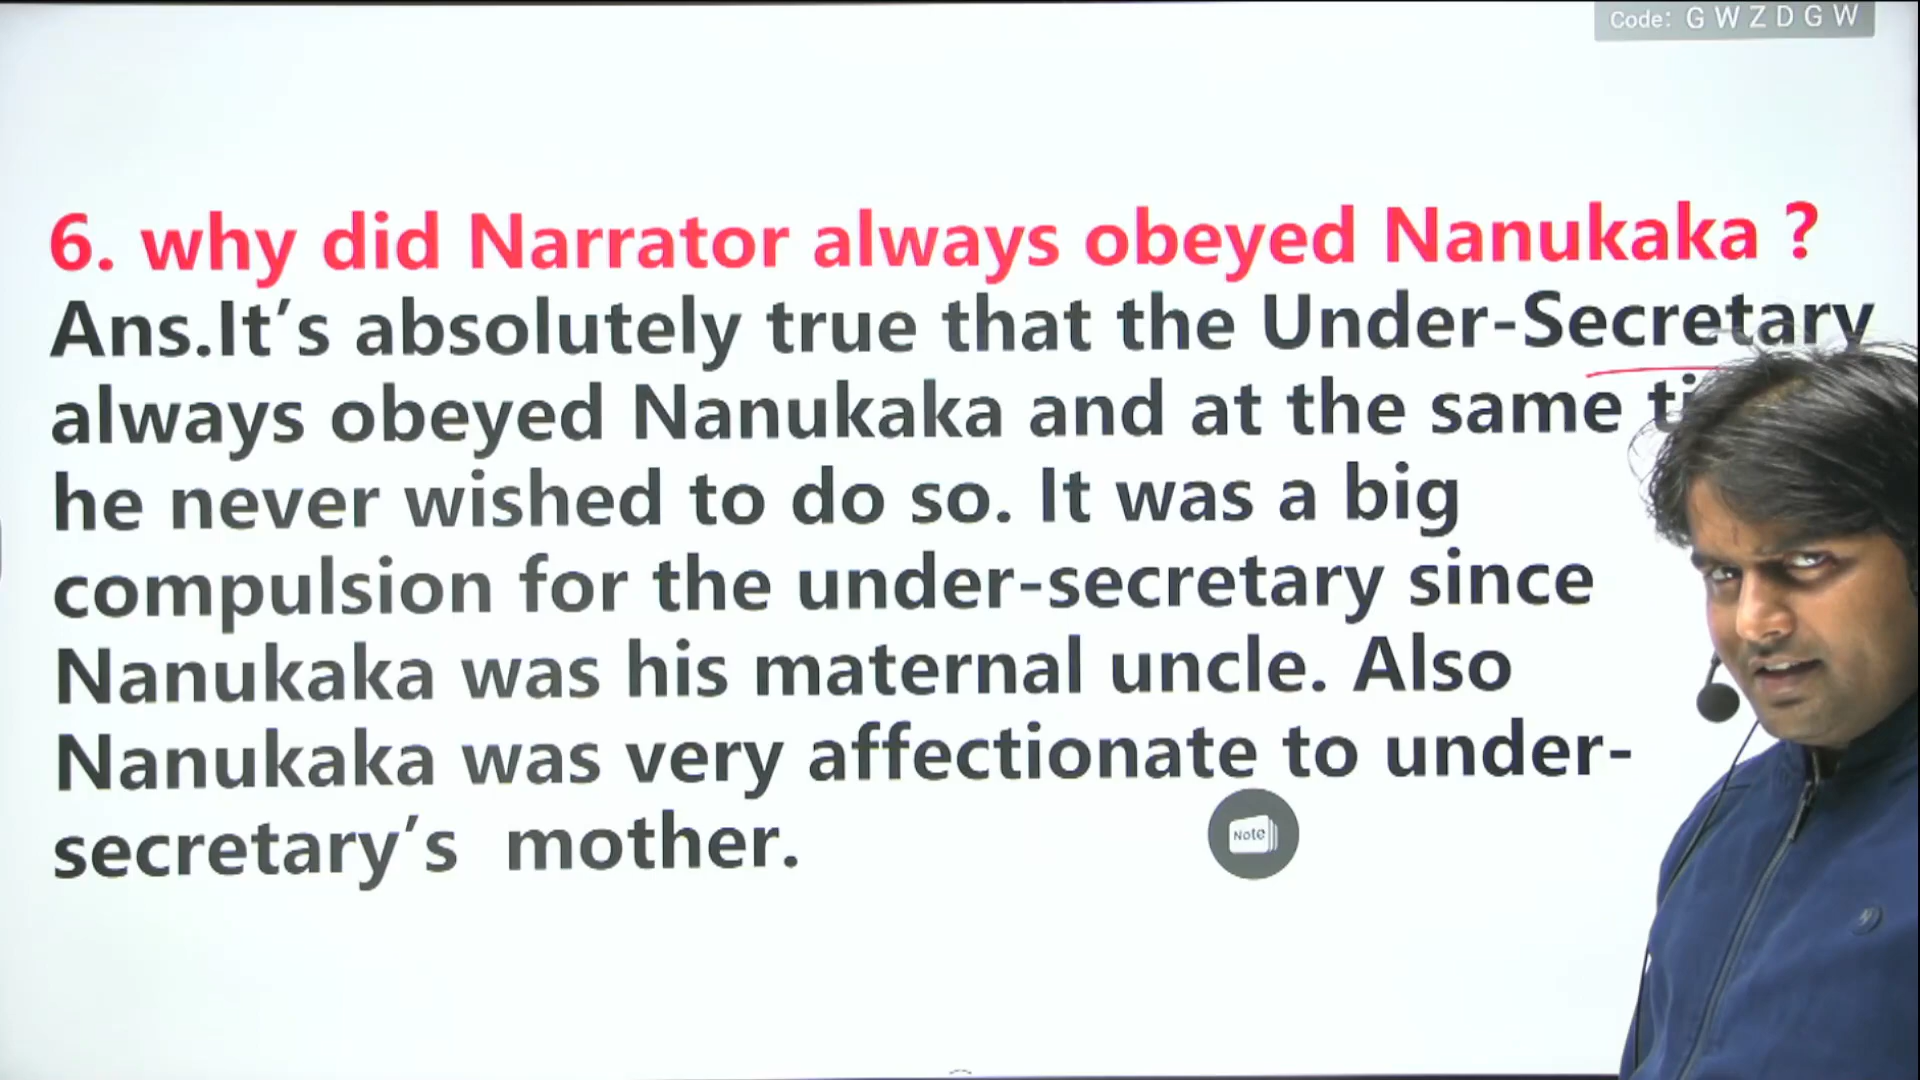 Code: G W Z D G W
6. why did Narrator always obeyed Nanukaka ?
Ans.It’s absolutely true that the Under-Secretary
always obeyed Nanukaka and at the same
he never wished to do so. It was a big
compulsion for the under-secretary since
Nanukaka was his maternal uncle. Also
Nanukaka was very affectionate to under-
secretary’s mother.
Note